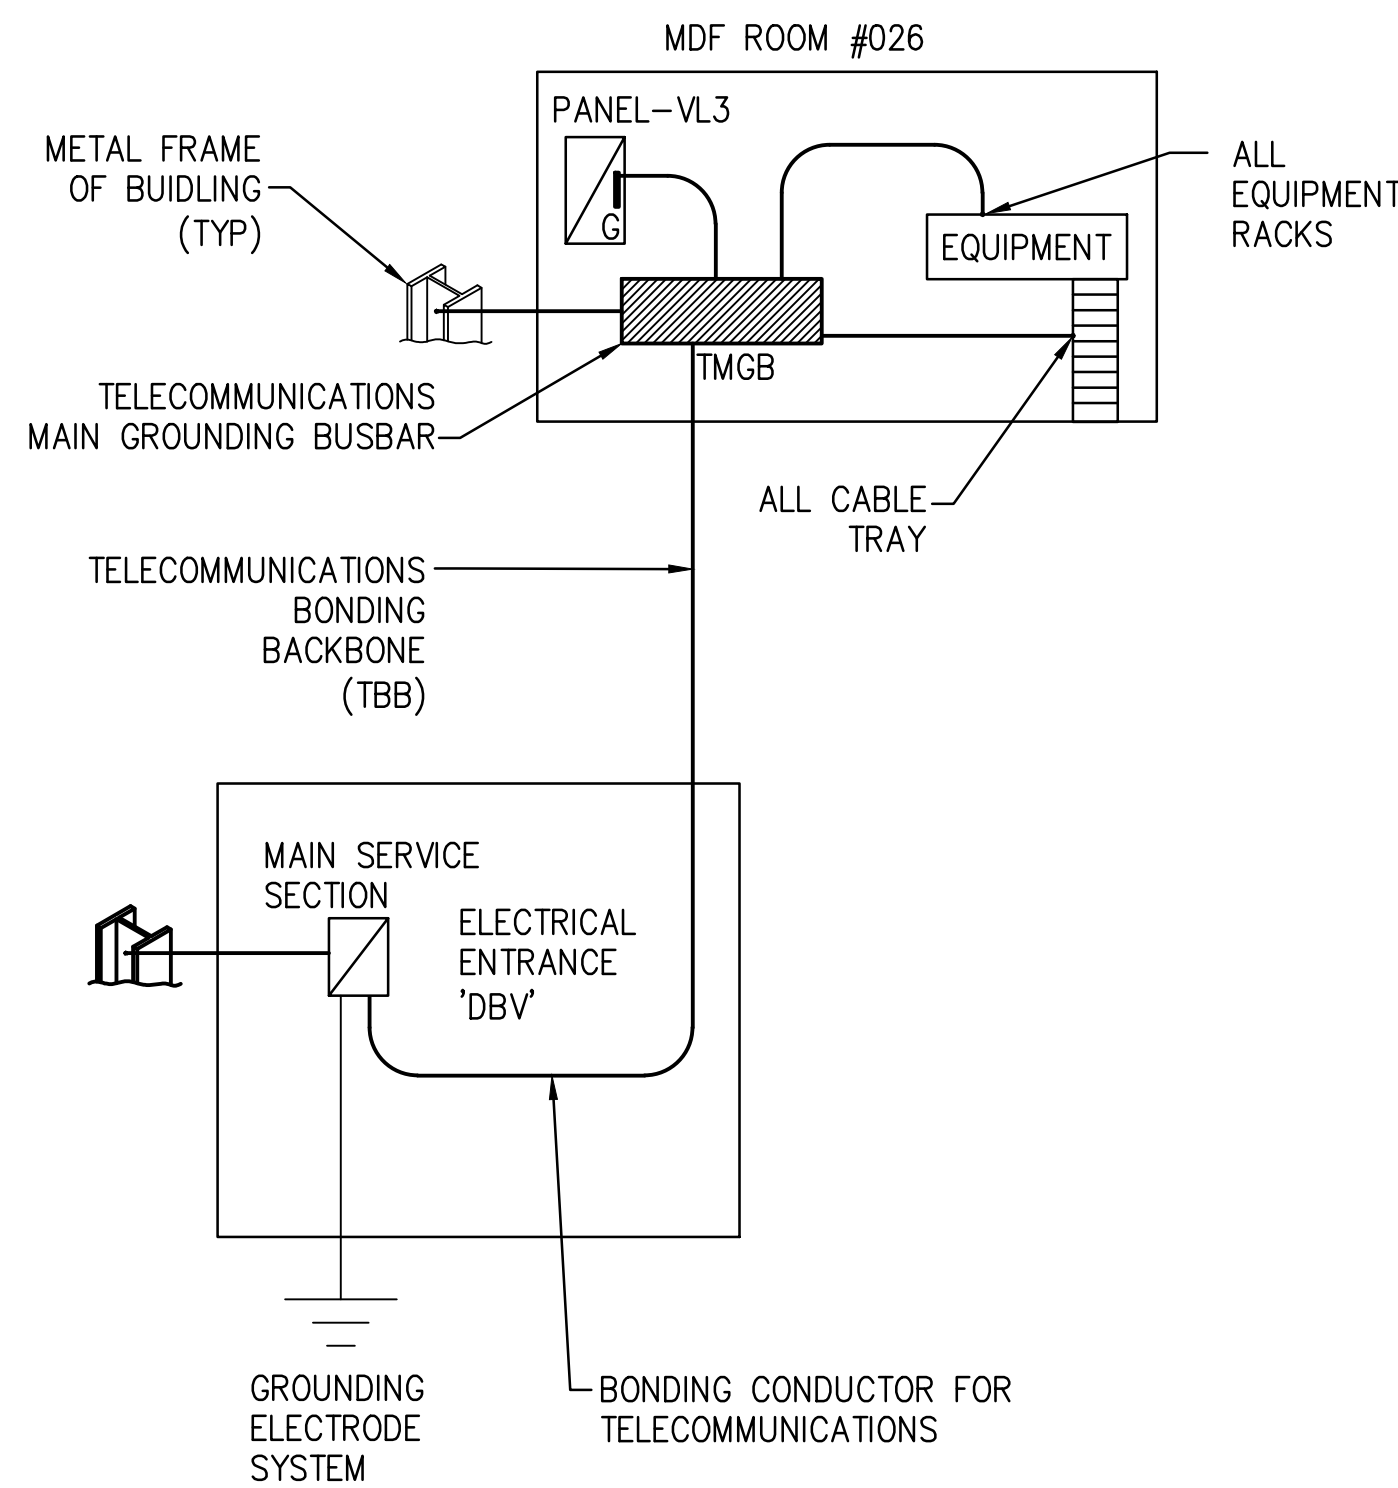 MDF ROOM #026
PANEL-VL3
G
METAL FRAME
OF BUIDLING
(TYP)
ALL
EQUIPMENT
RACKS
EQUIPMENT
TMGB
TELECOMMUNICATIONS
MAIN GROUNDING BUSBAR
ALL CABLE
TRAY
TELECOMMUNICATIONS
BONDING
BACKBONE
(TBB)
MAIN SERVICE
SECTION
ELECTRICAL
ENTRANCE
'DBV'
GROUNDING
ELECTRODE
SYSTEM
BONDING CONDUCTOR FOR
TELECOMMUNICATIONS